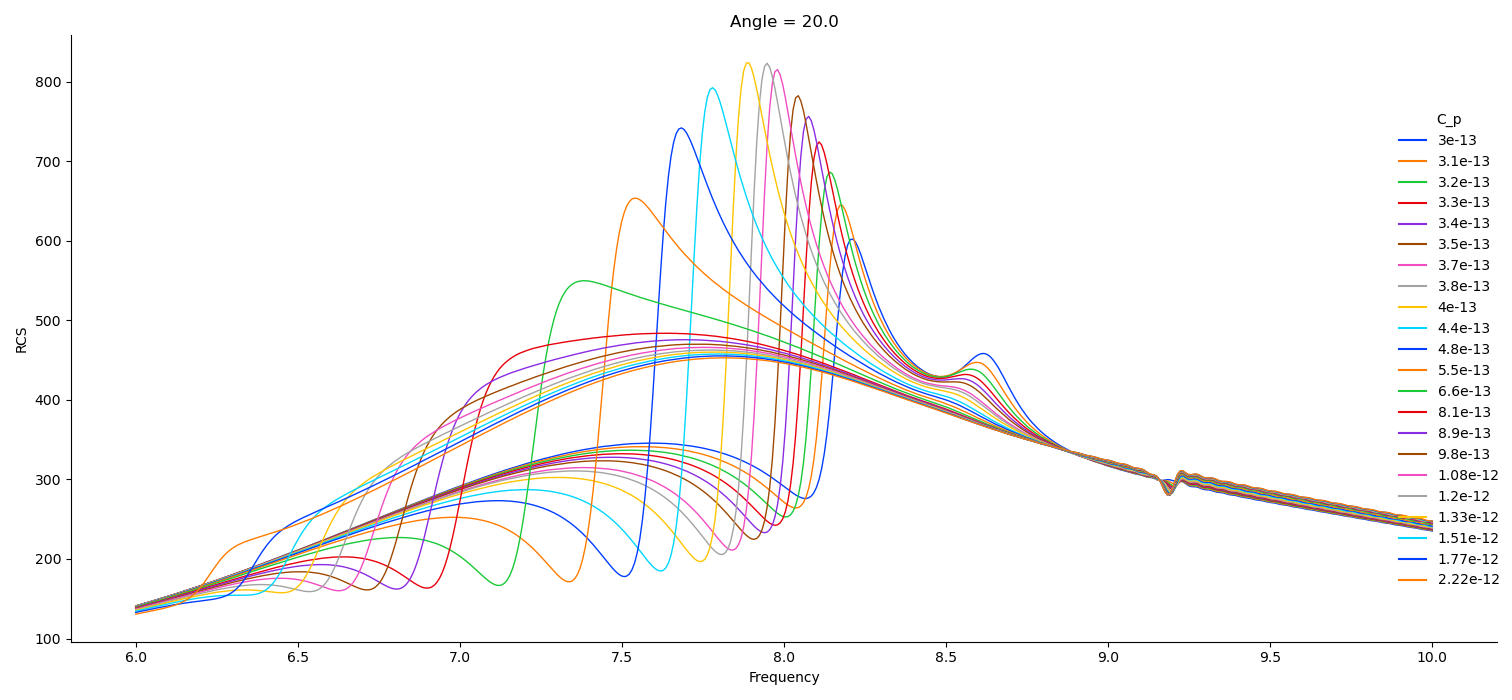 Angle = 20.0
800
700
600
500
400
300
200
100
RCS
6.0 6.5 7.0 7.5 8.0 8.5 9.0 9.5 10.0
Frequency
C_p
3e-13
3.1e-13
3.2e-13
3.3e-13
3.4e-13
3.5e-13
3.7e-13
3.8e-13
4e-13
4.4e-13
4.8e-13
5.5e-13
6.6e-13
8.1e-13
8.9e-13
9.8e-13
1.08e-12
1.2e-12
1.33e-12
1.51e-12
1.77e-12
2.22e-12